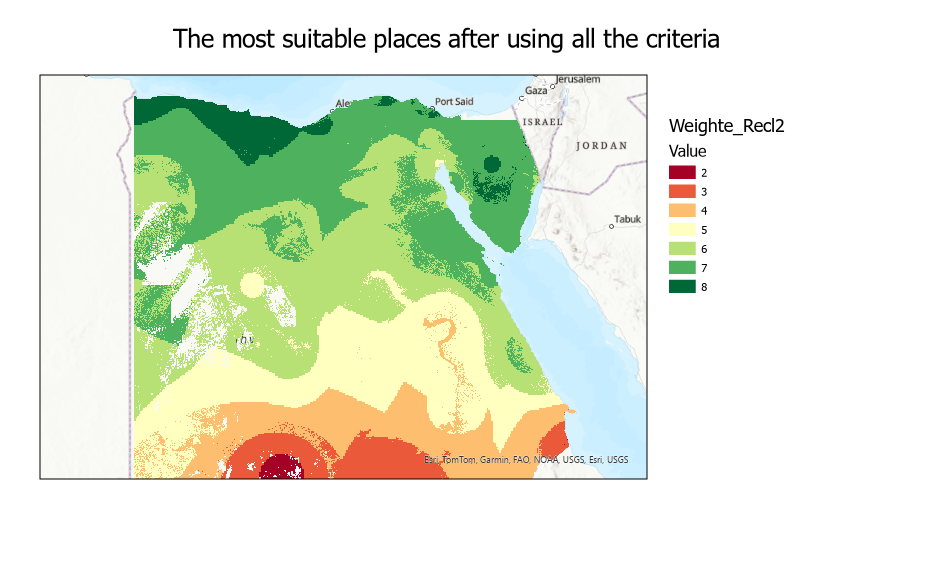 The most suitable places after using all the criteria
Jerusalem
Gaza
Port Said
ISRAEL
JORDAN
Tabuk
Esri, TomTom, Garmin, FAO, NOAA, USGS, Esri, USGS
Weighte_Recl2
Value
2
3
4
5
6
7
8